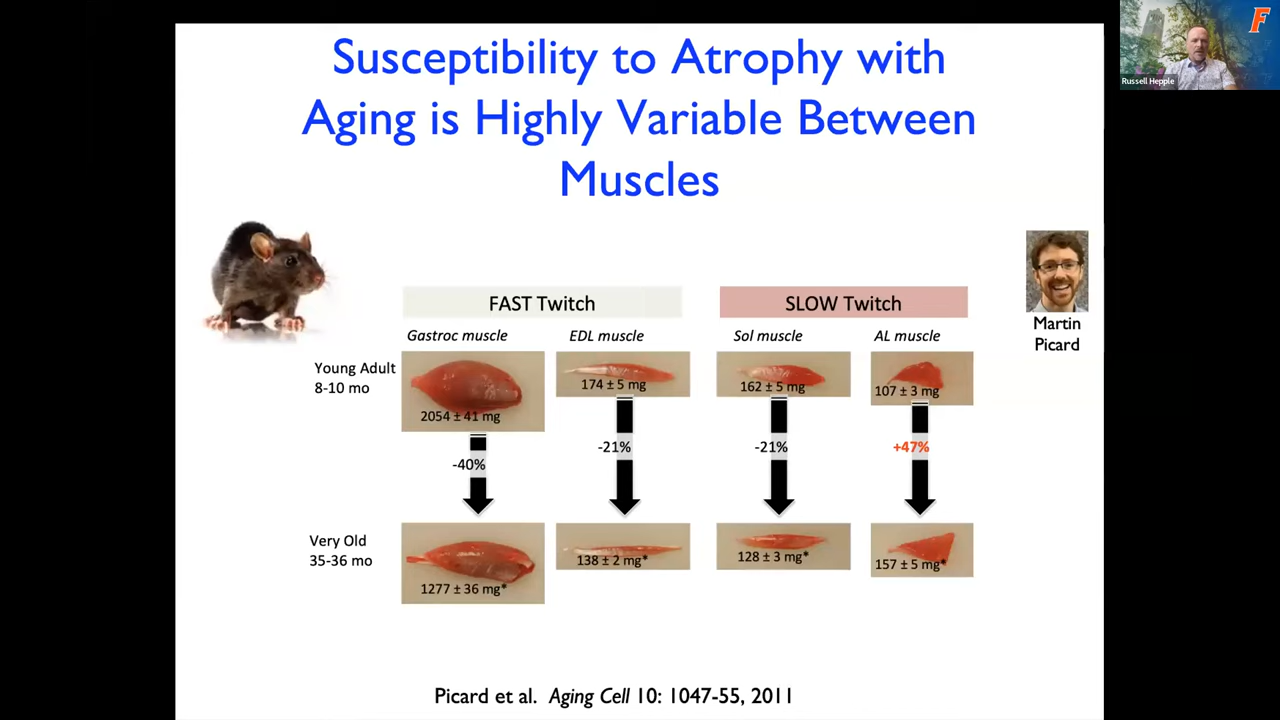 Susceptibility to Atrophy with
Aging is Highly Variable Between
Muscles
F
Russell Hepple
Martin
Picard
FAST Twitch
SLOW Twitch
Gastroc muscle
EDL muscle
Sol muscle
AL muscle
Young Adult
8-10 mo
2054 ± 41 mg
174 ± 5 mg
162 ± 5 mg
107 ± 3 mg
-40%
-21%
-21%
+47%
Very Old
35-36 mo
1277 ± 36 mg*
138 ± 2 mg*
128 ± 3 mg*
157 ± 5 mg*
Picard et al. Aging Cell 10: 1047-55, 2011